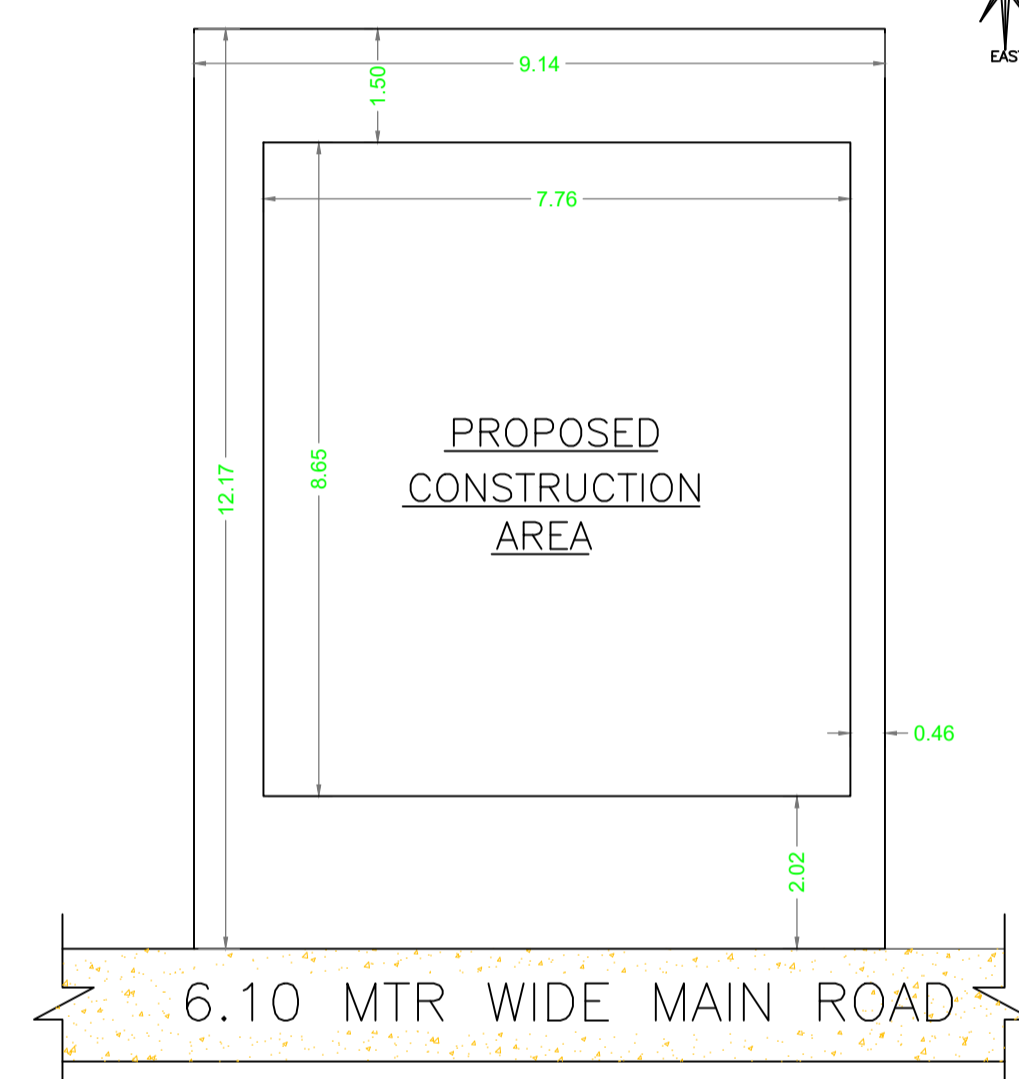 EAST
9.14
1.50
7.76
12.17
8.65
PROPOSED
CONSTRUCTION
AREA
0.46
2.02
6.10 MTR WIDE MAIN ROAD